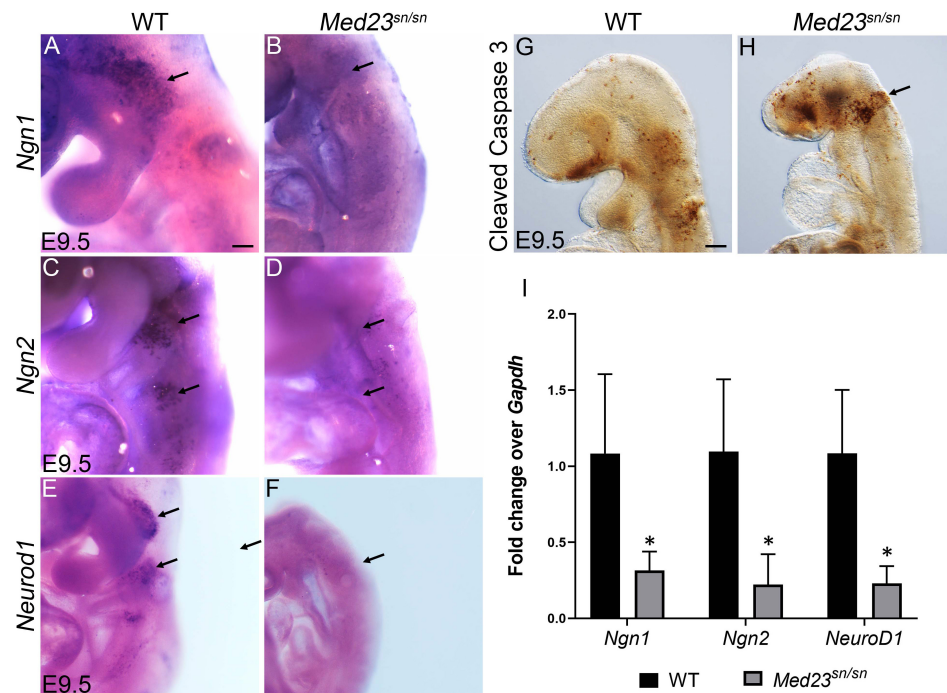 WT
Med23sn/sn
WT
Med23sn/sn
A
B
G
H
Ngn1
Cleaved Caspase 3
E9.5
E9.5
C
D
Ngn2
E9.5
E
F
Neurod1
E9.5
I
Fold change over Gapdh
2.0
1.5
1.0
0.5
0.0
*
*
*
Ngn1
Ngn2
NeuroD1
WT
Med23sn/sn